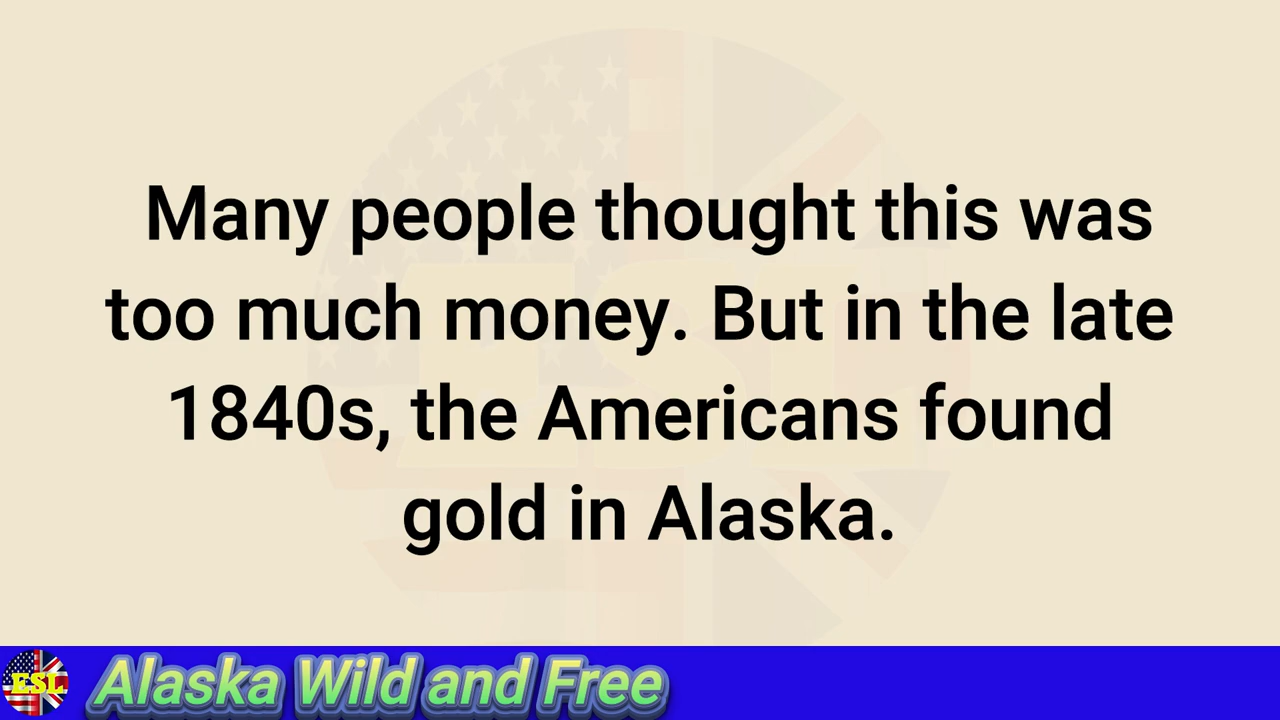 Many people thought this was
too much money. But in the late
1840s, the Americans found
gold in Alaska.
ESL
Alaska Wild and Free